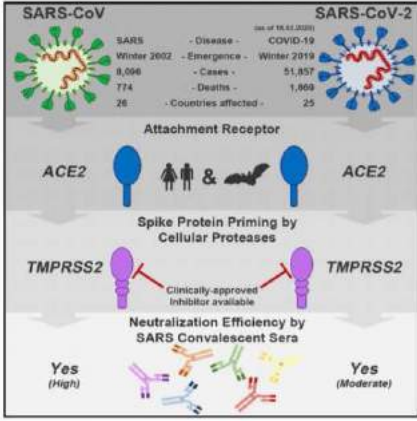 SARS-CoV SARS-CoV-2
(as of 16.02.2020)
SARS - Disease - COVID-19
Winter 2002 - Emergence - Winter 2019
8,096 - Cases - 51,857
774 - Deaths - 1,669
26 - Countries affected - 25
Attachment Receptor
ACE2 & ACE2
Spike Protein Priming by
Cellular Proteases
TMPRSS2 TMPRSS2
Clinically-approved
Inhibitor available
Neutralization Efficiency by
SARS Convalescent Sera
Yes Yes
(High) (Moderate)